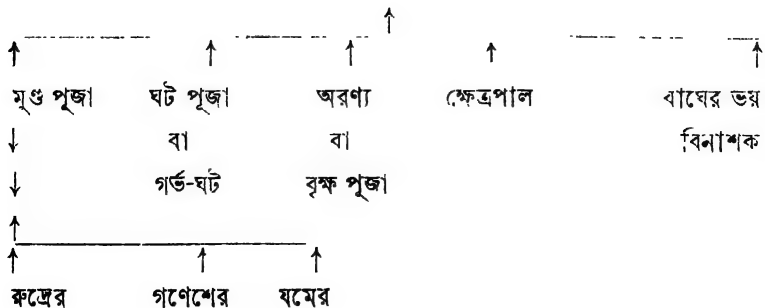 মুণ্ড পূজা ঘট পূজা অরণ্য ক্ষেত্রপাল বাঘের ভয়
বা বা বিনাশক
গর্ভ-ঘট বৃক্ষ পূজা
রুদ্রের গণেশের যমের